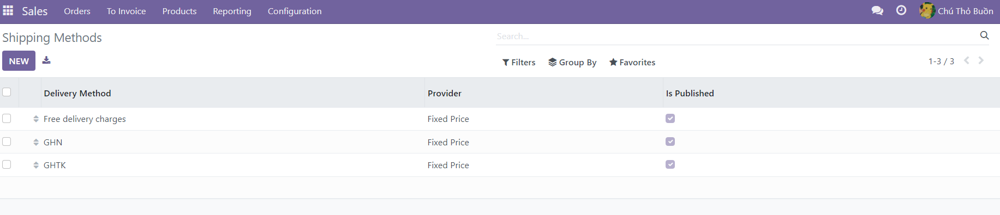 Sales Orders To Invoice Products Reporting Configuration Chú Thỏ Buồn
Shipping Methods Search...
NEW Filters Group By Favorites 1-3 / 3
Delivery Method Provider Is Published
Free delivery charges Fixed Price
GHN Fixed Price
GHTK Fixed Price